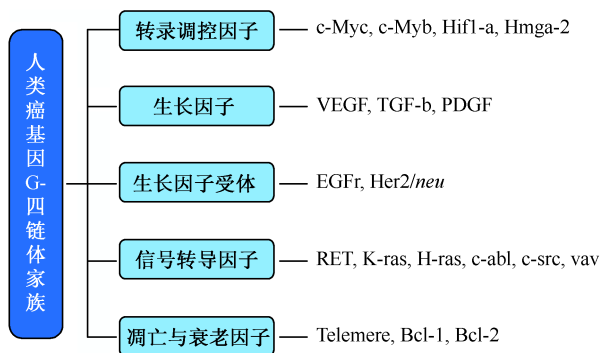 人类癌基因G-四链体家族
转录调控因子 c-Myc, c-Myb, Hif1-a, Hmga-2
生长因子 VEGF, TGF-b, PDGF
生长因子受体 EGFr, Her2/neu
信号转导因子 RET, K-ras, H-ras, c-abl, c-src, vav
凋亡与衰老因子 Telemere, Bcl-1, Bcl-2